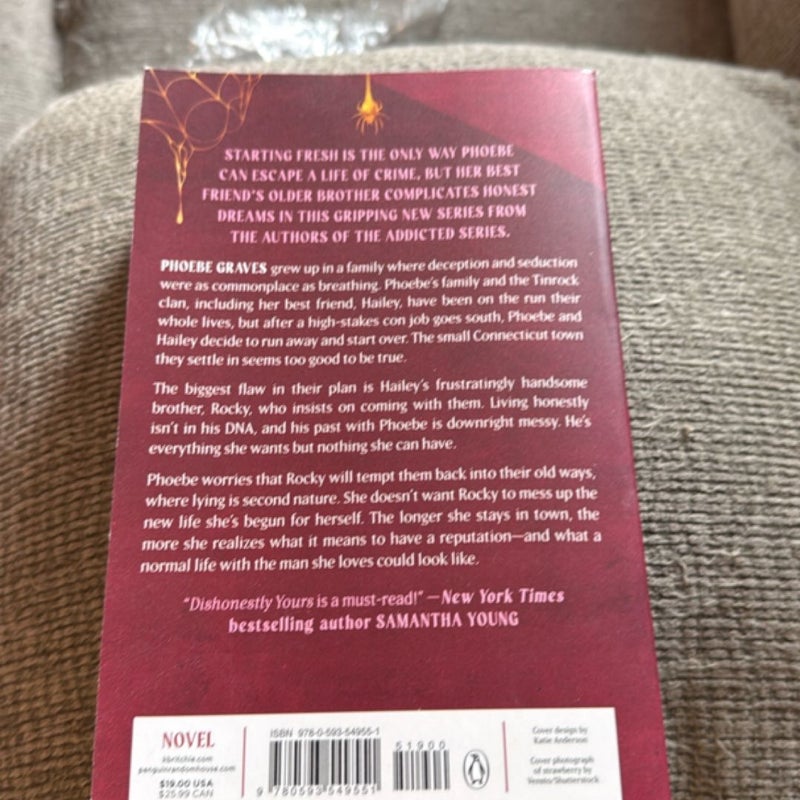 STARTING FRESH IS THE ONLY WAY PHOEBE
CAN ESCAPE A LIFE OF CRIME, BUT HER BEST
FRIEND'S OLDER BROTHER COMPLICATES HONEST
DREAMS IN THIS GRIPPING NEW SERIES FROM
THE AUTHORS OF THE ADDICTED SERIES.
PHOEBE GRAVES grew up in a family where deception and seduction
were as commonplace as breathing. Phoebe's family and the Tinrock
clan, including her best friend, Hailey, have been on the run their
whole lives, but after a high-stakes con job goes south, Phoebe and
Hailey decide to run away and start over. The small Connecticut town
they settle in seems too good to be true.
The biggest flaw in their plan is Hailey's frustratingly handsome
brother, Rocky, who insists on coming with them. Living honestly
isn't in his DNA, and his past with Phoebe is downright messy. He's
everything she wants but nothing she can have.
Phoebe worries that Rocky will tempt them back into their old ways,
where lying is second nature. She doesn't want Rocky to mess up the
new life she's begun for herself. The longer she stays in town, the
more she realizes what it means to have a reputation—and what a
normal life with the man she loves could look like.
"Dishonestly Yours is a must-read!" —New York Times
bestselling author SAMANTHA YOUNG
NOVEL
kbritchie.com
penguinrandomhouse.com
$19.00 USA
$25.99 CAN
ISBN 978-0-593-54955-1
51900
9 780593 549551
Cover design by
Katie Anderson
Cover photograph
of strawberry by
/Shutterstock